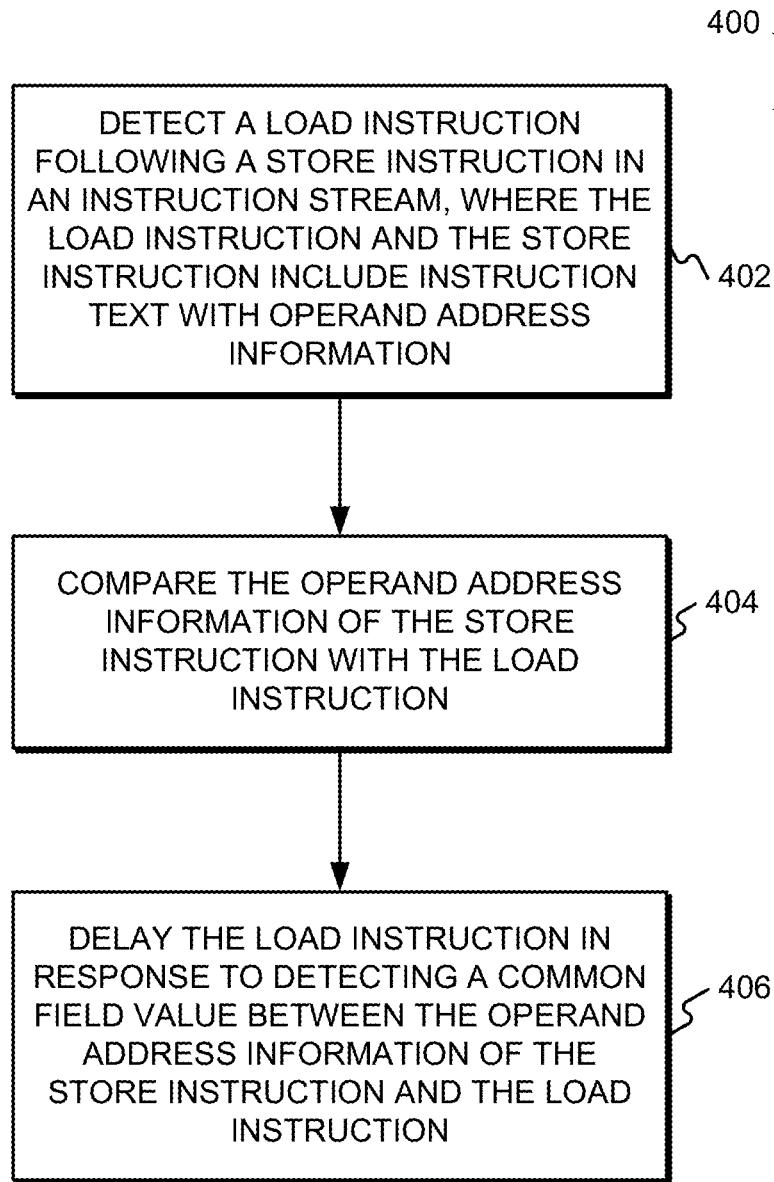 400
DETECT A LOAD INSTRUCTION
FOLLOWING A STORE INSTRUCTION IN
AN INSTRUCTION STREAM, WHERE THE
LOAD INSTRUCTION AND THE STORE
INSTRUCTION INCLUDE INSTRUCTION
TEXT WITH OPERAND ADDRESS
INFORMATION
402
COMPARE THE OPERAND ADDRESS
INFORMATION OF THE STORE
INSTRUCTION WITH THE LOAD
INSTRUCTION
404
DELAY THE LOAD INSTRUCTION IN
RESPONSE TO DETECTING A COMMON
FIELD VALUE BETWEEN THE OPERAND
ADDRESS INFORMATION OF THE
STORE INSTRUCTION AND THE LOAD
INSTRUCTION
406